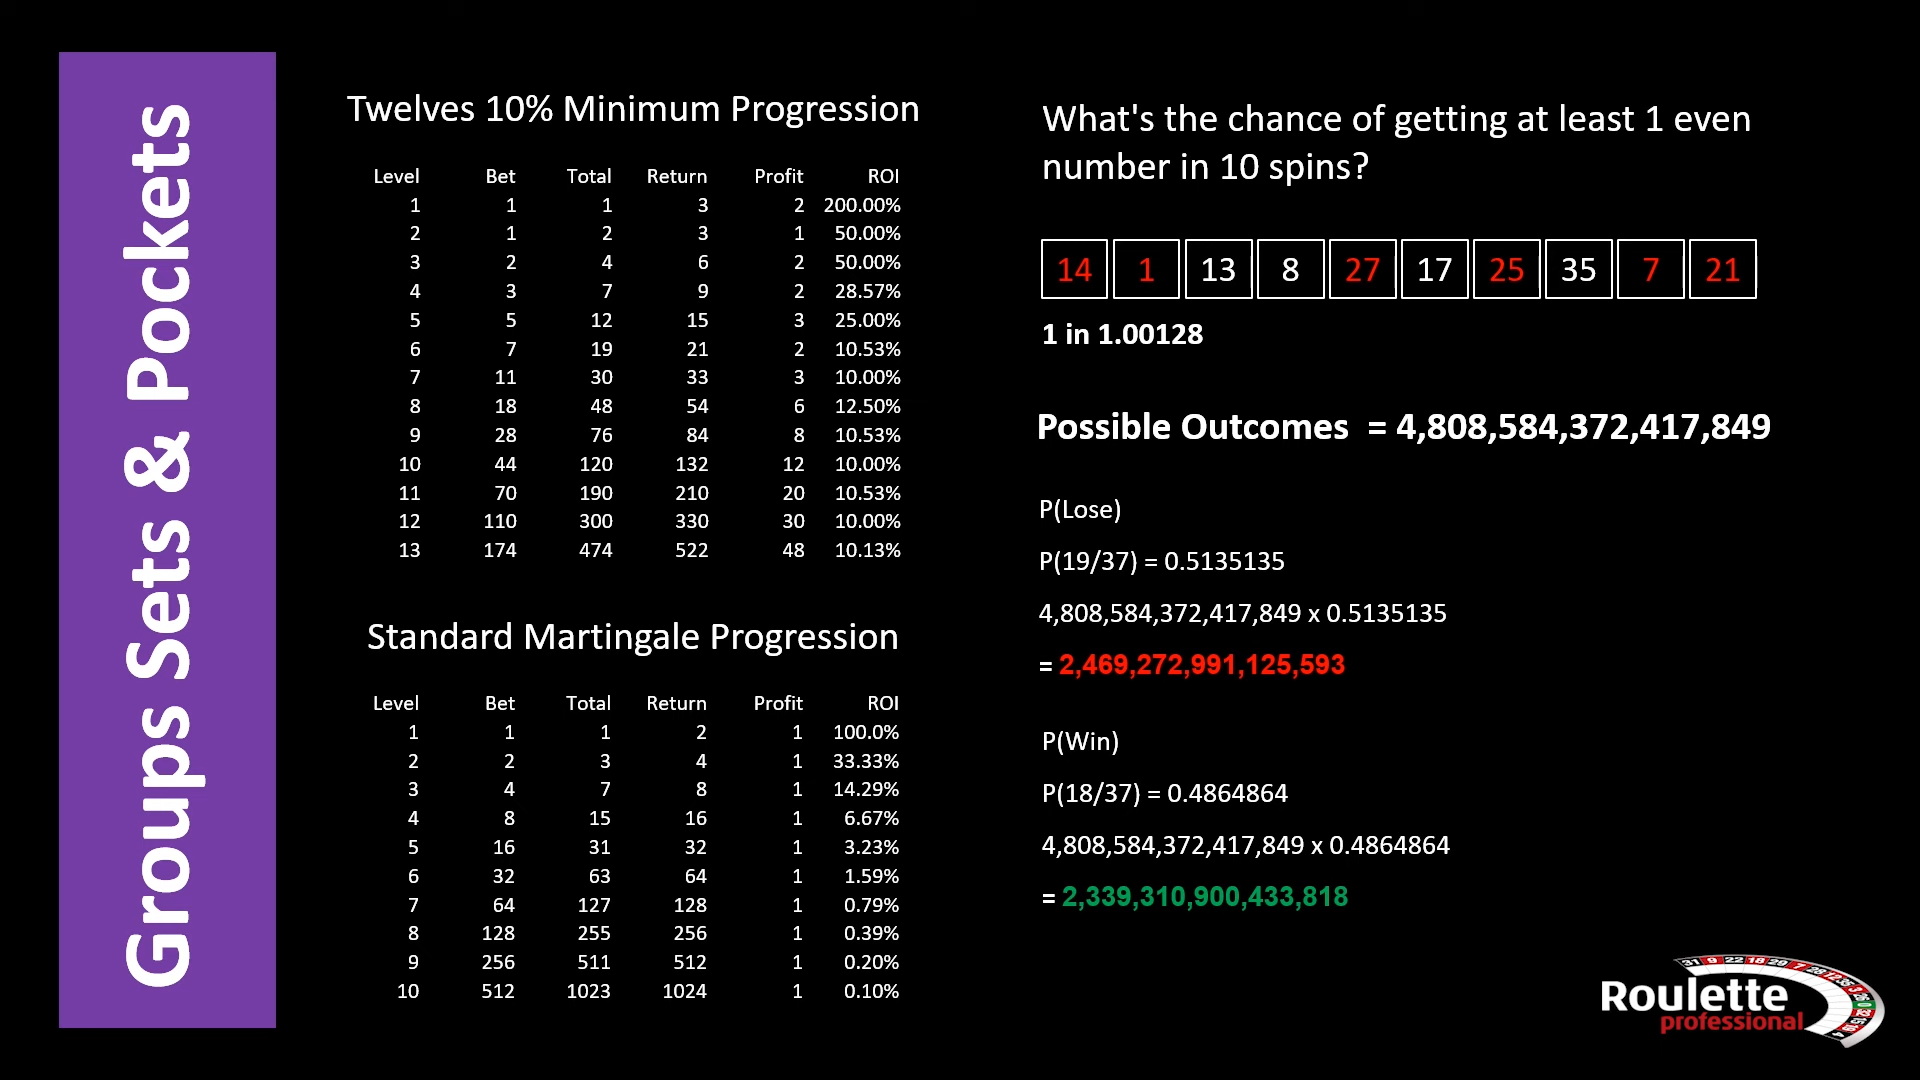 Groups Sets & Pockets
Twelves 10% Minimum Progression
Level Bet Total Return Profit ROI
1 1 1 3 2 200.00%
2 1 2 3 1 50.00%
3 2 4 6 2 50.00%
4 3 7 9 2 28.57%
5 5 12 15 3 25.00%
6 7 19 21 2 10.53%
7 11 30 33 3 10.00%
8 18 48 54 6 12.50%
9 28 76 84 8 10.53%
10 44 120 132 12 10.00%
11 70 190 210 20 10.53%
12 110 300 330 30 10.00%
13 174 474 522 48 10.13%
Standard Martingale Progression
Level Bet Total Return Profit ROI
1 1 1 2 1 100.0%
2 2 3 4 1 33.33%
3 4 7 8 1 14.29%
4 8 15 16 1 6.67%
5 16 31 32 1 3.23%
6 32 63 64 1 1.59%
7 64 127 128 1 0.79%
8 128 255 256 1 0.39%
9 256 511 512 1 0.20%
10 512 1023 1024 1 0.10%
What's the chance of getting at least 1 even
number in 10 spins?
14 1 13 8 27 17 25 35 7 21
1 in 1.00128
Possible Outcomes = 4,808,584,372,417,849
P(Lose)
P(19/37) = 0.5135135
4,808,584,372,417,849 x 0.5135135
= 2,469,272,991,125,593
P(Win)
P(18/37) = 0.4864864
4,808,584,372,417,849 x 0.4864864
= 2,339,310,900,433,818
31 9 22 18 29 7 28 12 35 3 26 0
Roulette
professional